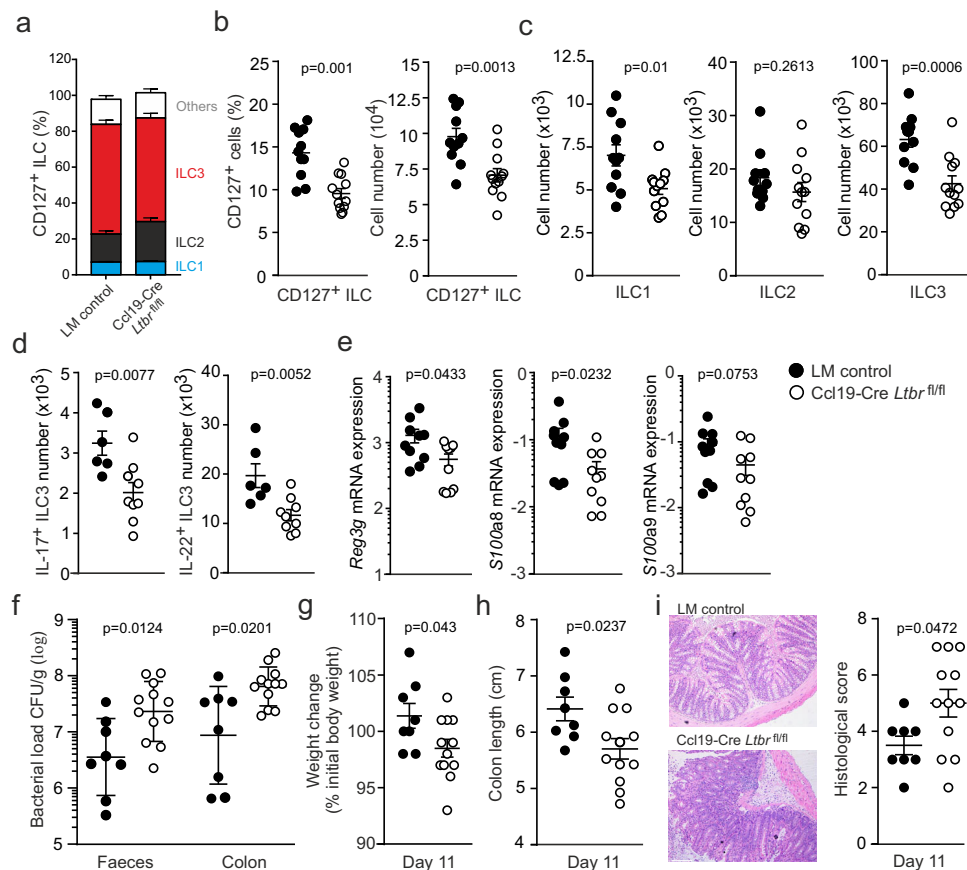 a
120
100
80
60
40
20
0
CD127+ ILC (%)
Others
ILC3
ILC2
ILC1
LM control
Ccl19-Cre
Ltbr fl/fl
b
p=0.001
25
20
15
10
5
0
CD127+ cells (%)
CD127+ ILC
p=0.0013
15
12
9
6
3
0
Cell number (10⁴)
CD127+ ILC
c
p=0.01
12.5
10
7.5
5
2.5
0
Cell number (x10³)
ILC1
p=0.2613
50
40
30
20
10
0
Cell number (x10³)
ILC2
p=0.0006
100
80
60
40
20
0
Cell number (x10³)
ILC3
d
p=0.0077
5
4
3
2
1
0
IL-17+ ILC3 number (x10³)
p=0.0052
40
30
20
10
0
IL-22+ ILC3 number (x10³)
e
p=0.0433
4
3
2
1
Reg3g mRNA expression
p=0.0232
-0
-1
-2
-3
S100a8 mRNA expression
p=0.0753
-0
-1
-2
-3
S100a9 mRNA expression
LM control
Ccl19-Cre Ltbr fl/fl
f
p=0.0124
p=0.0201
9
8
7
6
5
Bacterial load CFU/g (log)
Faeces
Colon
g
p=0.043
110
105
100
95
90
Weight change
(% initial body weight)
Day 11
h
p=0.0237
8
7
6
5
4
Colon length (cm)
Day 11
i
LM control
Ccl19-Cre Ltbr fl/fl
p=0.0472
8
6
4
2
0
Histological score
Day 11